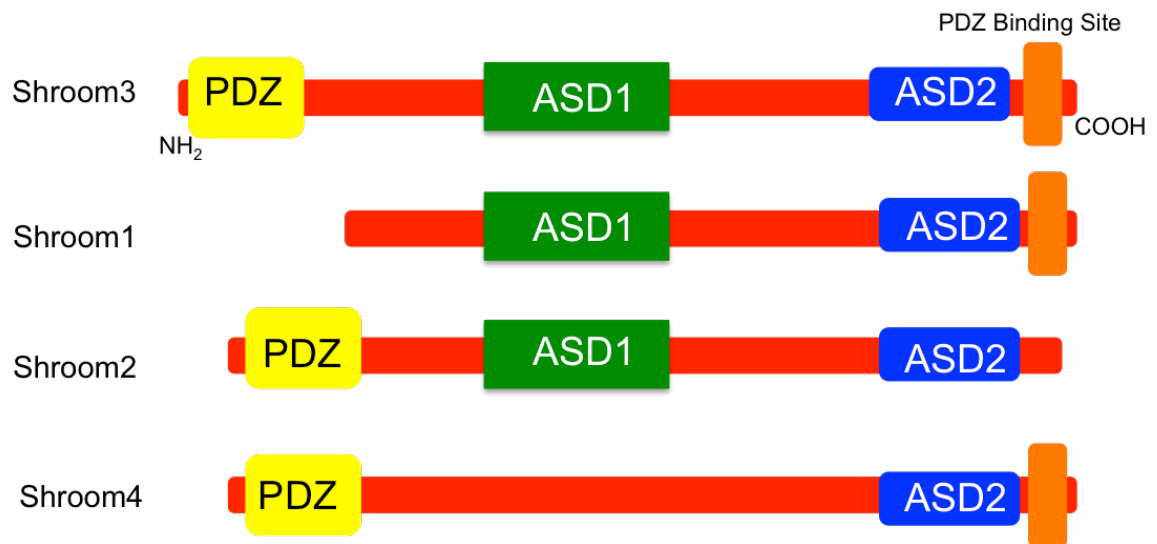 PDZ Binding Site
Shroom3 PDZ ASD1 ASD2
NH2 COOH
Shroom1 ASD1 ASD2
Shroom2 PDZ ASD1 ASD2
Shroom4 PDZ ASD2